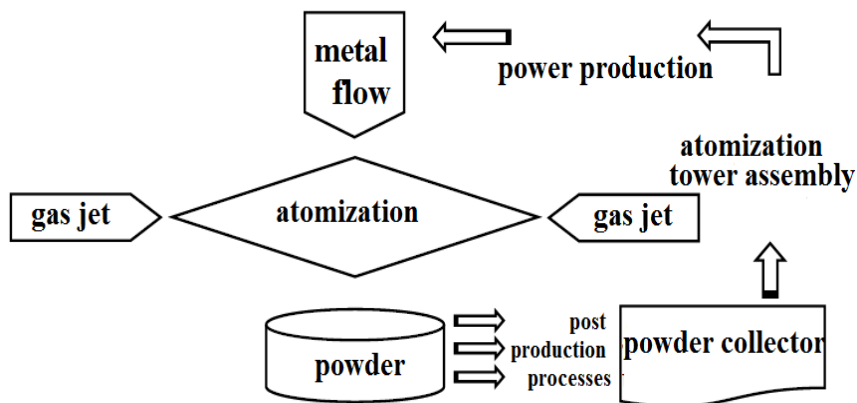 metal
flow
power production
atomization
tower assembly
gas jet
atomization
gas jet
powder
post
production
processes
powder collector